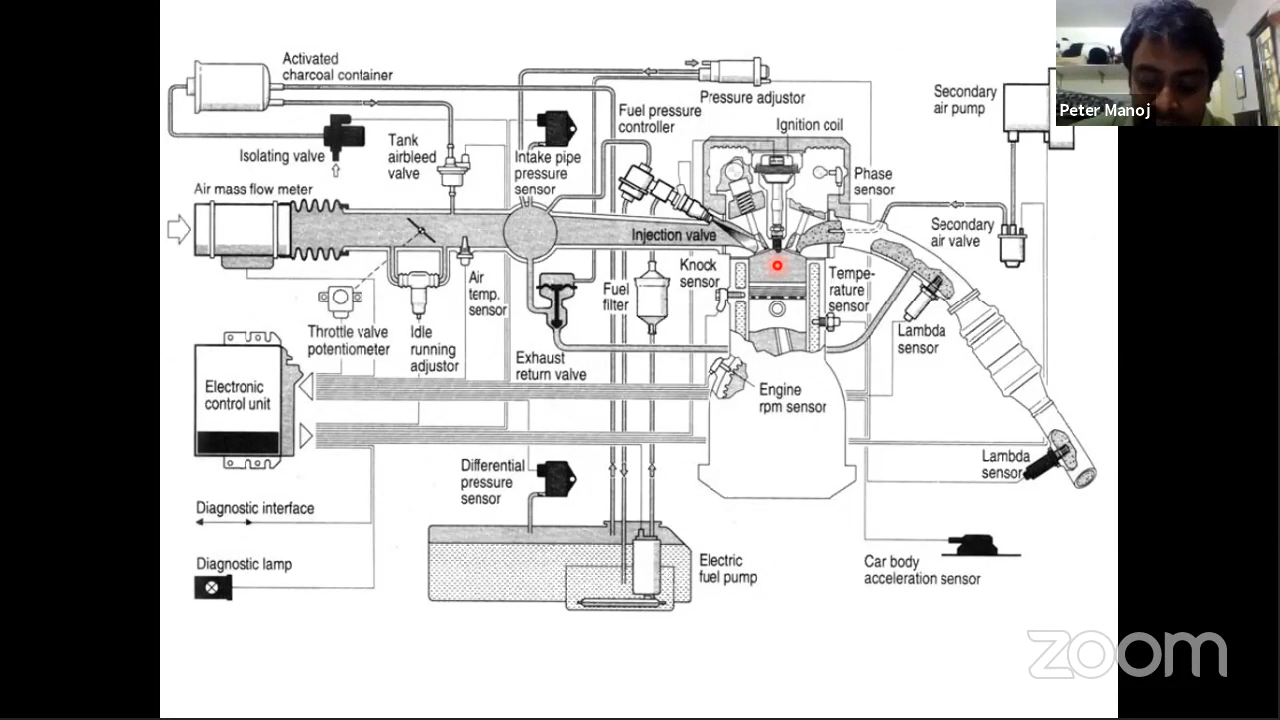 Activated
charcoal container
Pressure adjustor
Secondary
air pump
Peter Manoj
Fuel pressure
controller
Ignition coil
Isolating valve
Tank
airbleed
valve
Intake pipe
pressure
sensor
Phase
sensor
Air mass flow meter
Injection valve
Secondary
air valve
Knock
sensor
Tempe-
rature
sensor
Air
temp.
sensor
Fuel
filter
Throttle valve
potentiometer
Idle
running
adjustor
Exhaust
return valve
Lambda
sensor
Electronic
control unit
Engine
rpm sensor
Lambda
sensor
Differential
pressure
sensor
Diagnostic interface
Diagnostic lamp
Electric
fuel pump
Car body
acceleration sensor
zoom